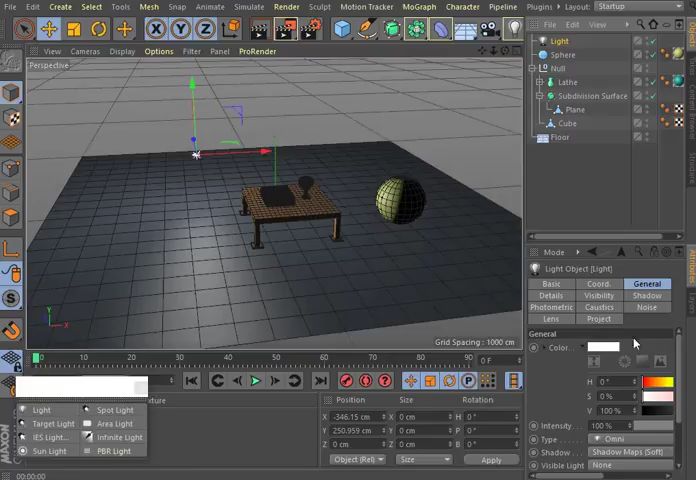 Edit Create Select Tools Mesh Snap Animate Simulate Render Sculpt Motion Tracker MoGraph Character Pipeline Plugins Layout: Startup
View Cameras Display Options Filter Panel ProRender
File Edit View
Perspective
Light
Sphere
Null
Lathe
Subdivision Surface
Plane
Cube
Floor
Mode
Light Object [Light]
Basic Coord. General
Details Visibility Shadow
Photometric Caustics Noise
Lens Project
General
Color
H 0 °
S 0 %
V 100 %
Intensity 100 %
Type Omni
Shadow Shadow Maps (Soft)
Visible Light None
Y
X
Grid Spacing : 1000 cm
0 10 20 30 40 50 60 70 80 90 0 F
Light Spot Light
Target Light Area Light
IES Light... Infinite Light
Sun Light PBR Light
Position Size Rotation
X -346.15 cm X 0 cm H 0 °
Y 250.959 cm Y 0 cm P 0 °
Z 0 cm Z 0 cm B 0 °
Object (Rel) Size Apply
MAXON
00:00:00
Objects
Attributes